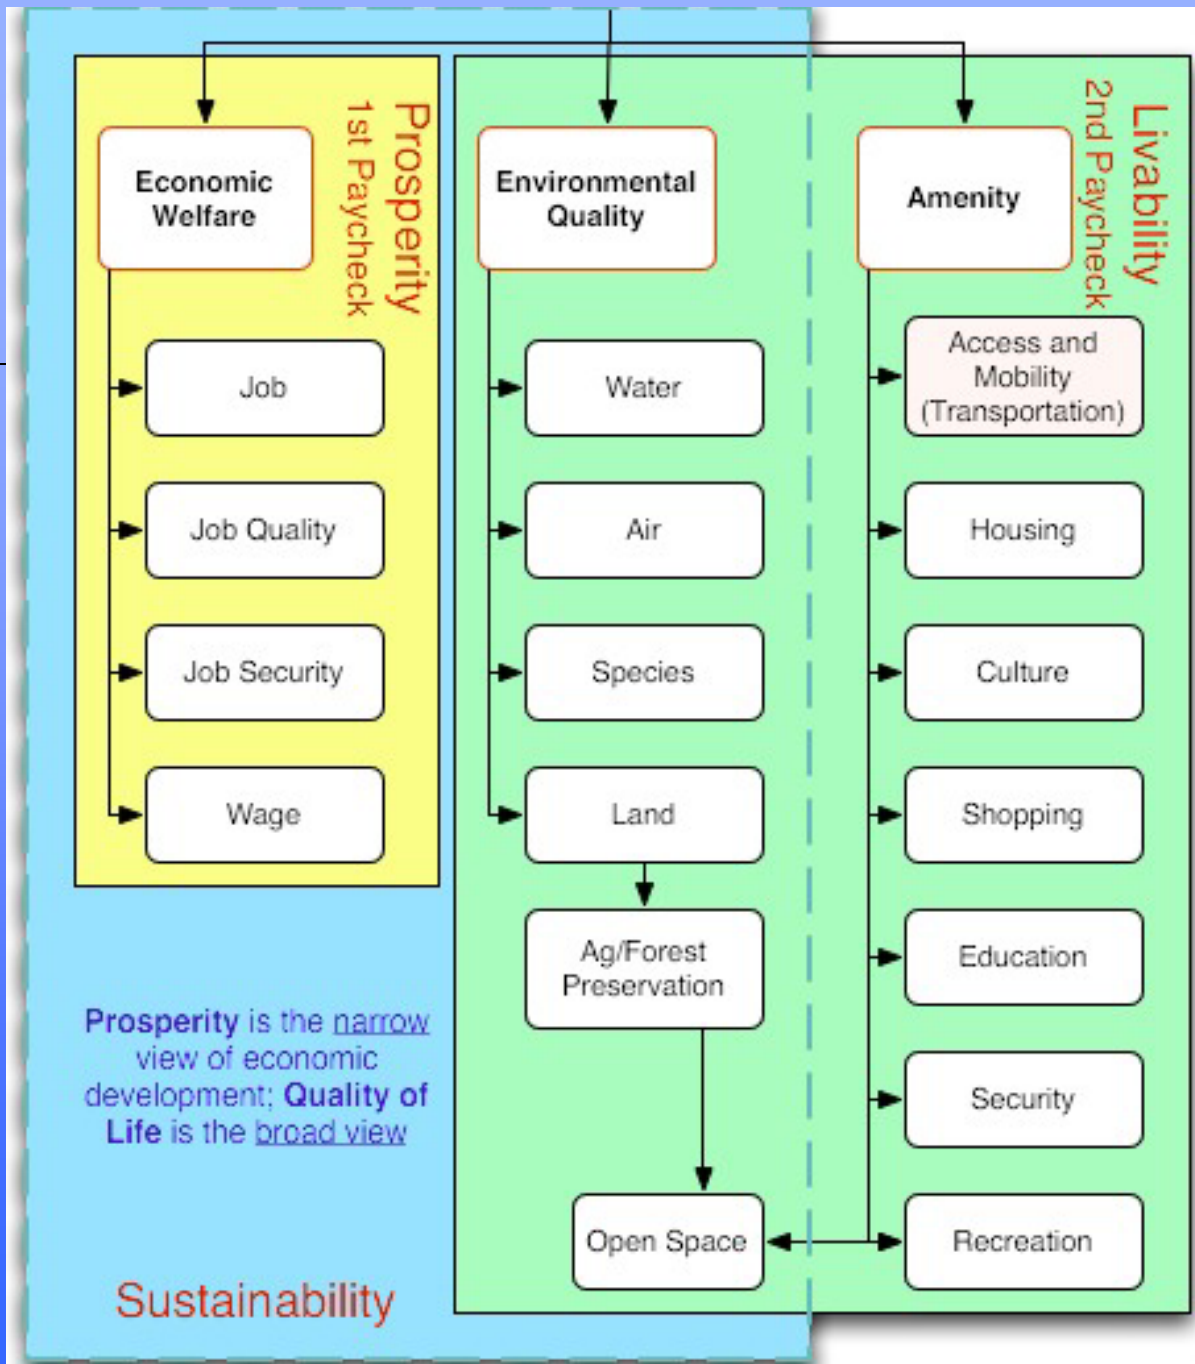 Prosperity
1st Paycheck
Economic
Welfare
Job
Job Quality
Job Security
Wage
Livability
2nd Paycheck
Environmental
Quality
Water
Air
Species
Land
Ag/Forest
Preservation
Open Space
Amenity
Access and
Mobility
(Transportation)
Housing
Culture
Shopping
Education
Security
Recreation
Prosperity is the narrow
view of economic
development; Quality of
Life is the broad view
Sustainability